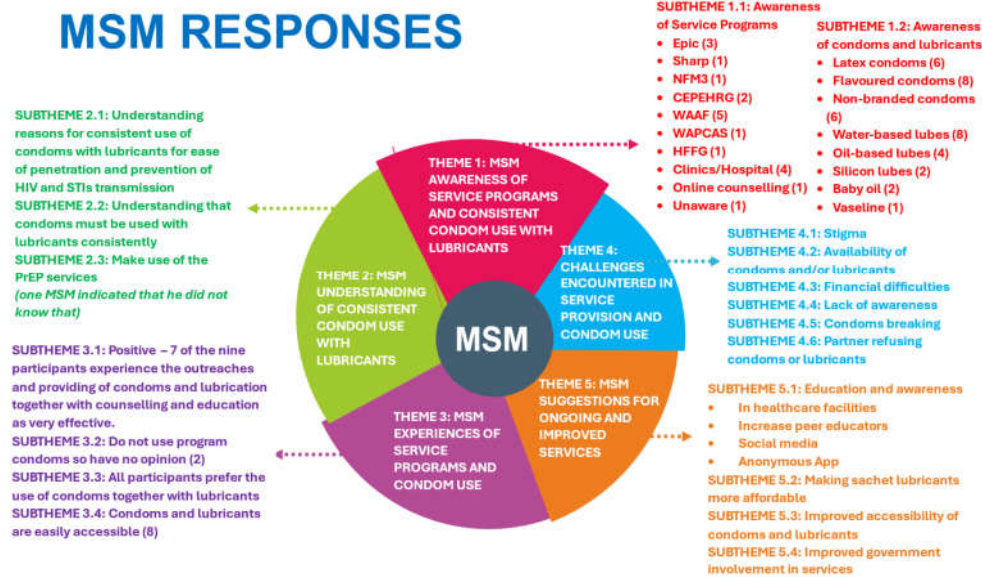 MSM RESPONSES
SUBTHEME 1.1: Awareness
of Service Programs
• Epic (3)
• Sharp (1)
• NFM3 (1)
• CEPEHRG (2)
• WAAF (5)
• WAPCAS (1)
• HFFG (1)
• Clinics/Hospital (4)
• Online counselling (1)
• Unaware (1)
SUBTHEME 1.2: Awareness
of condoms and lubricants
• Latex condoms (6)
• Flavoured condoms (8)
• Non-branded condoms
(6)
• Water-based lubes (8)
• Oil-based lubes (4)
• Silicon lubes (2)
• Baby oil (2)
• Vaseline (1)
SUBTHEME 2.1: Understanding
reasons for consistent use of
condoms with lubricants for ease
of penetration and prevention of
HIV and STIs transmission
SUBTHEME 2.2: Understanding that
condoms must be used with
lubricants consistently
SUBTHEME 2.3: Make use of the
PrEP services
(one MSM indicated that he did not
know that)
THEME 1: MSM
AWARENESS OF
SERVICE PROGRAMS
AND CONSISTENT
CONDOM USE WITH
LUBRICANTS
THEME 4:
CHALLENGES
ENCOUNTERED IN
SERVICE
PROVISION AND
CONDOM USE
THEME 2: MSM
UNDERSTANDING
OF CONSISTENT
CONDOM USE
WITH
LUBRICANTS
MSM
THEME 5: MSM
SUGGESTIONS FOR
ONGOING AND
IMPROVED
SERVICES
THEME 3: MSM
EXPERIENCES OF
SERVICE
PROGRAMS AND
CONDOM USE
SUBTHEME 4.1: Stigma
SUBTHEME 4.2: Availability of
condoms and/or lubricants
SUBTHEME 4.3: Financial difficulties
SUBTHEME 4.4: Lack of awareness
SUBTHEME 4.5: Condoms breaking
SUBTHEME 4.6: Partner refusing
condoms or lubricants
SUBTHEME 3.1: Positive – 7 of the nine
participants experience the outreaches
and providing of condoms and lubrication
together with counselling and education
as very effective.
SUBTHEME 3.2: Do not use program
condoms so have no opinion (2)
SUBTHEME 3.3: All participants prefer the
use of condoms together with lubricants
SUBTHEME 3.4: Condoms and lubricants
are easily accessible (8)
SUBTHEME 5.1: Education and awareness
• In healthcare facilities
• Increase peer educators
• Social media
• Anonymous App
SUBTHEME 5.2: Making sachet lubricants
more affordable
SUBTHEME 5.3: Improved accessibility of
condoms and lubricants
SUBTHEME 5.4: Improved government
involvement in services